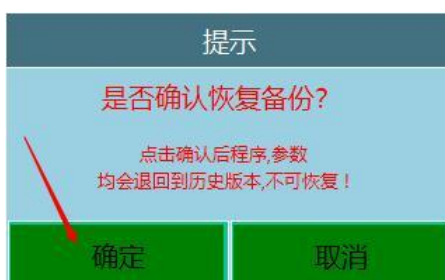 提示
是否确认恢复备份?
点击确认后程序,参数
均会退回到历史版本,不可恢复！
确定
取消